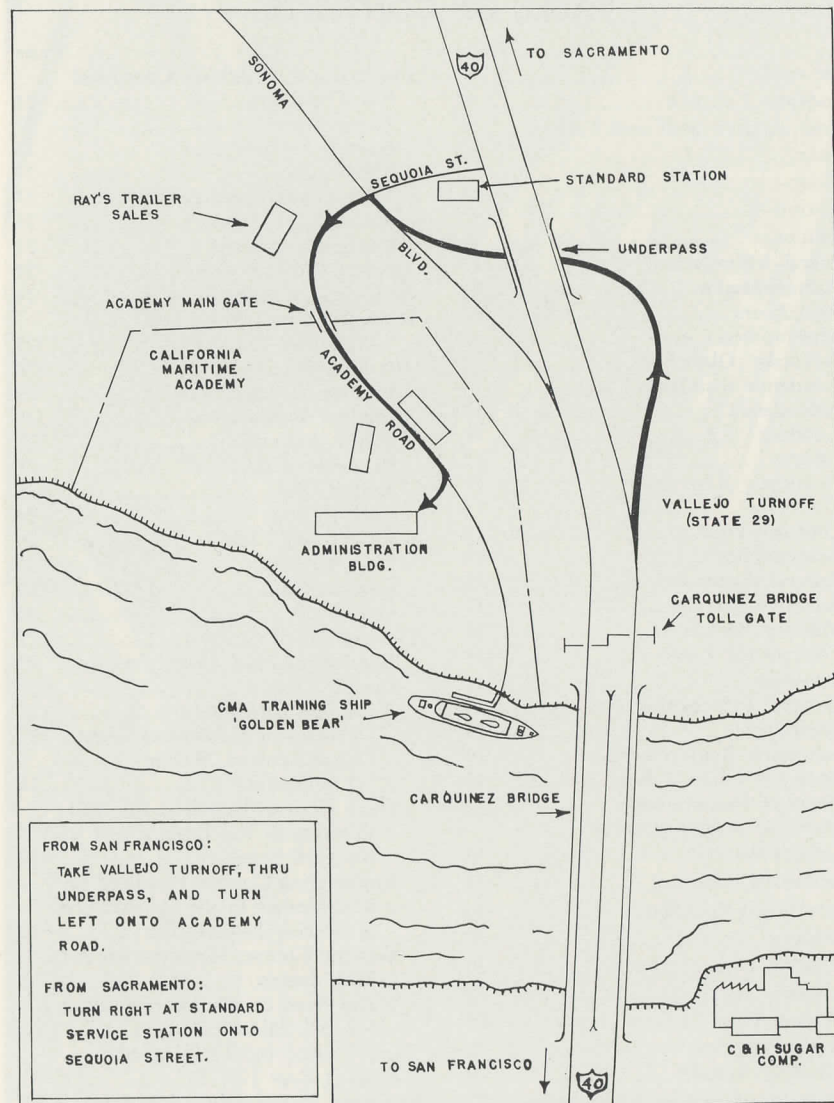 40
TO SACRAMENTO
SONOMA
BLVD.
SEQUOIA ST.
STANDARD STATION
RAY'S TRAILER
SALES
UNDERPASS
ACADEMY MAIN GATE
CALIFORNIA
MARITIME
ACADEMY
ACADEMY
ROAD
VALLEJO TURNOFF
(STATE 29)
ADMINISTRATION
BLDG.
CARQUINEZ BRIDGE
TOLL GATE
CMA TRAINING SHIP
'GOLDEN BEAR'
CARQUINEZ BRIDGE
FROM SAN FRANCISCO:
TAKE VALLEJO TURNOFF, THRU
UNDERPASS, AND TURN
LEFT ONTO ACADEMY
ROAD.
FROM SACRAMENTO:
TURN RIGHT AT STANDARD
SERVICE STATION ONTO
SEQUOIA STREET.
C & H SUGAR
COMP.
TO SAN FRANCISCO
40